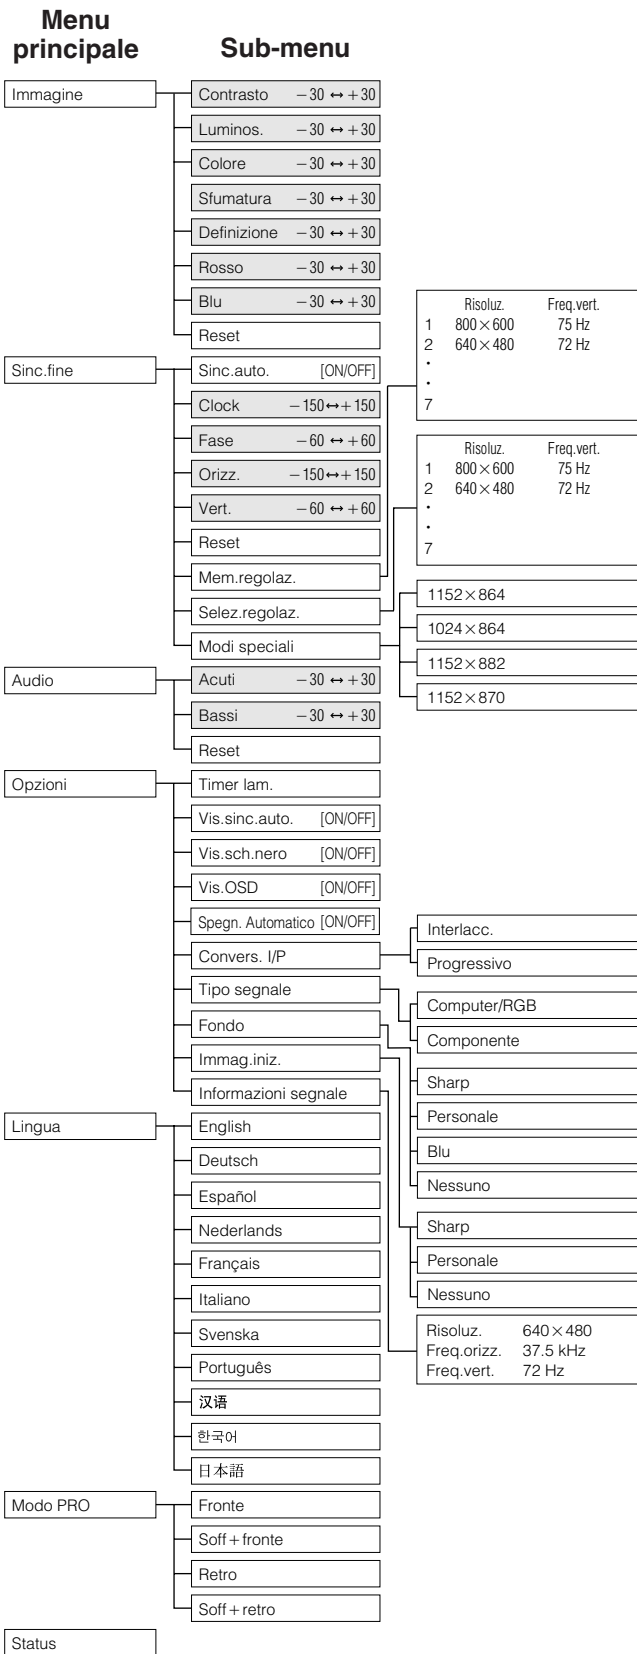 Menu principale
Sub-menu
Immagine
Contrasto −30 ↔ +30
Luminos. −30 ↔ +30
Colore −30 ↔ +30
Sfumatura −30 ↔ +30
Definizione −30 ↔ +30
Rosso −30 ↔ +30
Blu −30 ↔ +30
Reset
Sinc.fine
Sinc.auto. [ON/OFF]
Clock −150↔+150
Fase −60 ↔ +60
Orizz. −150↔+150
Vert. −60 ↔ +60
Reset
Mem.regolaz.
Risoluz. Freq.vert.
1 800×600 75 Hz
2 640×480 72 Hz
·
·
7
Selez.regolaz.
Risoluz. Freq.vert.
1 800×600 75 Hz
2 640×480 72 Hz
·
·
7
Modi speciali
1152×864
1024×864
1152×882
1152×870
Audio
Acuti −30 ↔ +30
Bassi −30 ↔ +30
Reset
Opzioni
Timer lam.
Vis.sinc.auto. [ON/OFF]
Vis.sch.nero [ON/OFF]
Vis.OSD [ON/OFF]
Spegn. Automatico [ON/OFF]
Convers. I/P
Interlacc.
Progressivo
Tipo segnale
Computer/RGB
Componente
Fondo
Sharp
Personale
Blu
Nessuno
Immag.iniz.
Sharp
Personale
Nessuno
Informazioni segnale
Risoluz. 640×480
Freq.orizz. 37.5 kHz
Freq.vert. 72 Hz
Lingua
English
Deutsch
Español
Nederlands
Français
Italiano
Svenska
Português
汉语
한국어
日本語
Modo PRO
Fronte
Soff+fronte
Retro
Soff+retro
Status